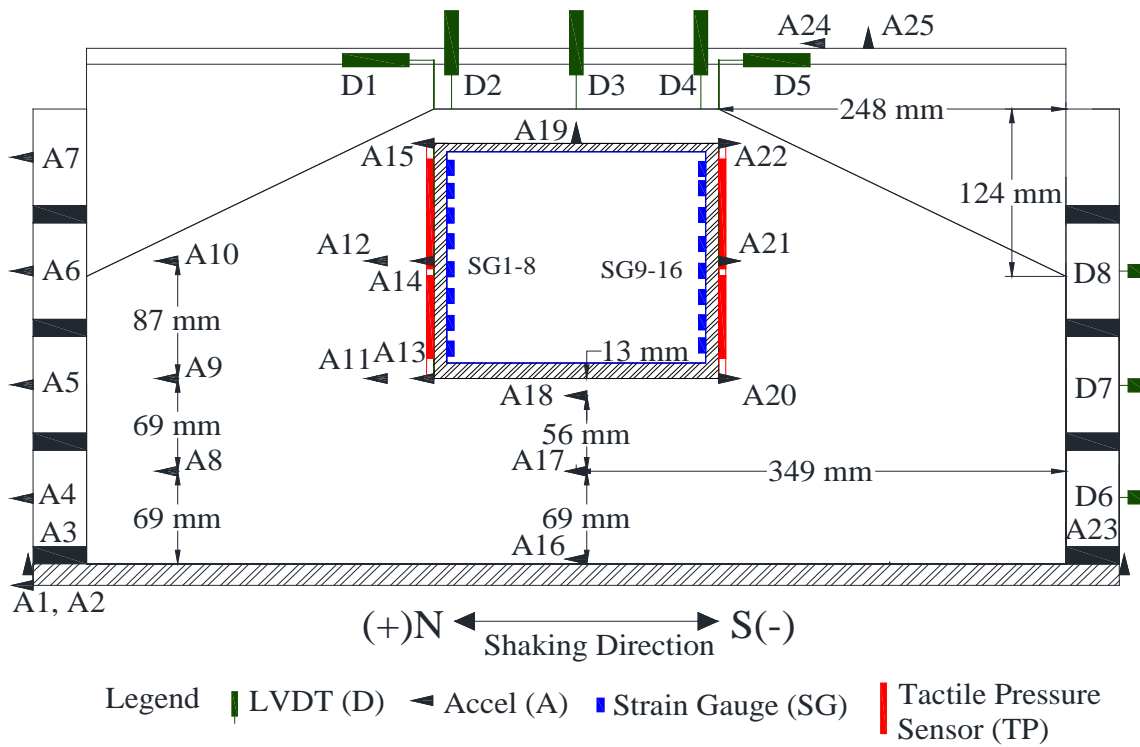 A24
A25
D1
D2
D3
D4
D5
248 mm
A7
A15
A19
A22
124 mm
A10
A12
A21
A6
A14
SG1-8
SG9-16
D8
87 mm
13 mm
A9
A11
A13
A5
A18
A20
D7
69 mm
56 mm
A8
A17
349 mm
A4
D6
69 mm
69 mm
A3
A16
A23
A1, A2
(+)N
S(-)
Shaking Direction
Legend
LVDT (D)
Accel (A)
Strain Gauge (SG)
Tactile Pressure
Sensor (TP)